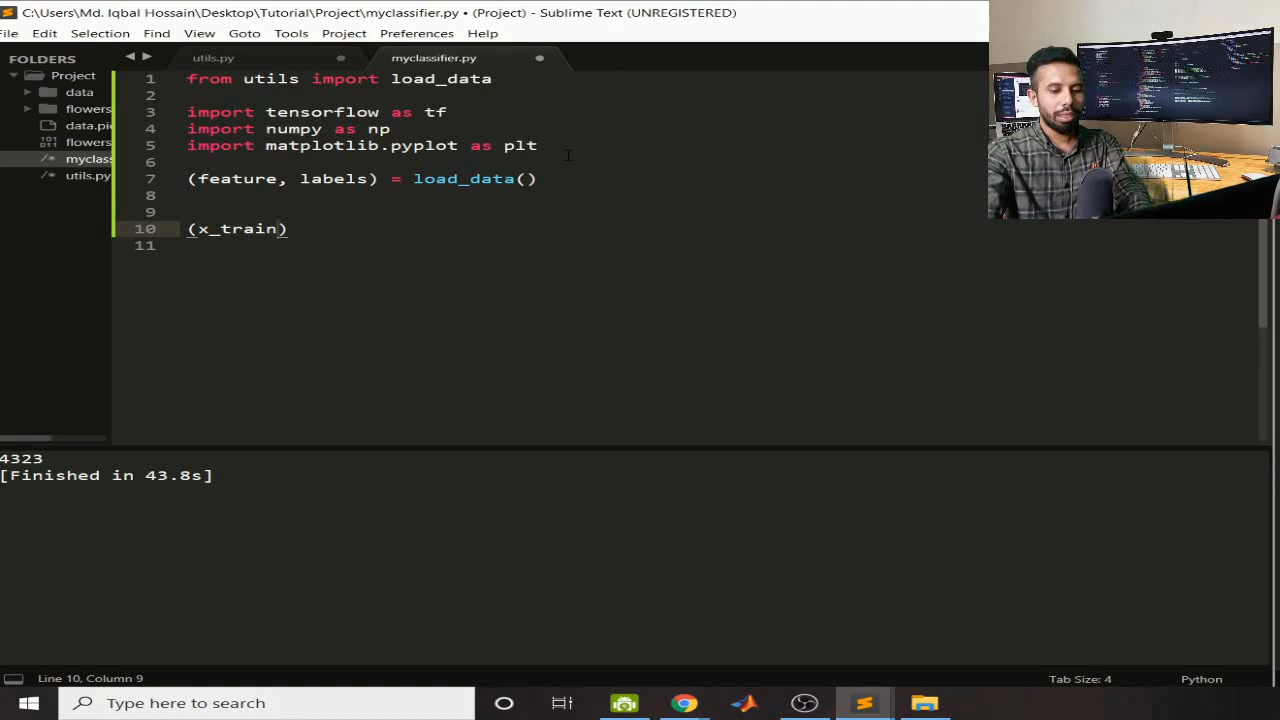 C:\Users\Md. Iqbal Hossain\Desktop\Tutorial\Project\myclassifier.py • (Project) - Sublime Text (UNREGISTERED)
File Edit Selection Find View Goto Tools Project Preferences Help
FOLDERS
Project
data
flowers
data.pic
flowers
myclass
utils.py
utils.py
myclassifier.py
1 from utils import load_data
2
3 import tensorflow as tf
4 import numpy as np
5 import matplotlib.pyplot as plt
6
7 (feature, labels) = load_data()
8
9
10 (x_train)
11
4323
[Finished in 43.8s]
Line 10, Column 9
Tab Size: 4
Python
Type here to search